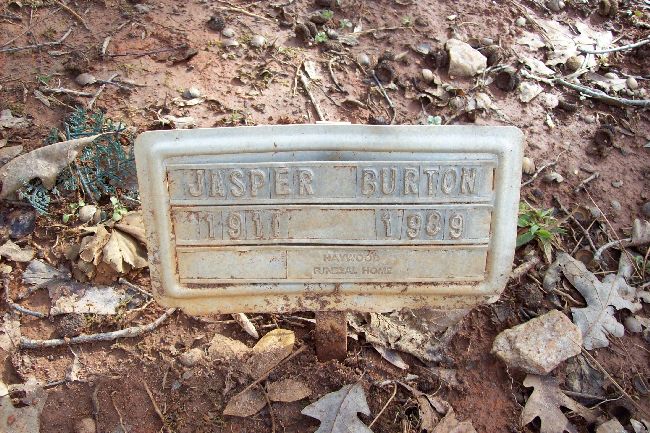 JASPER BURTON
1911 1989
HAYWOOD
FUNERAL HOME